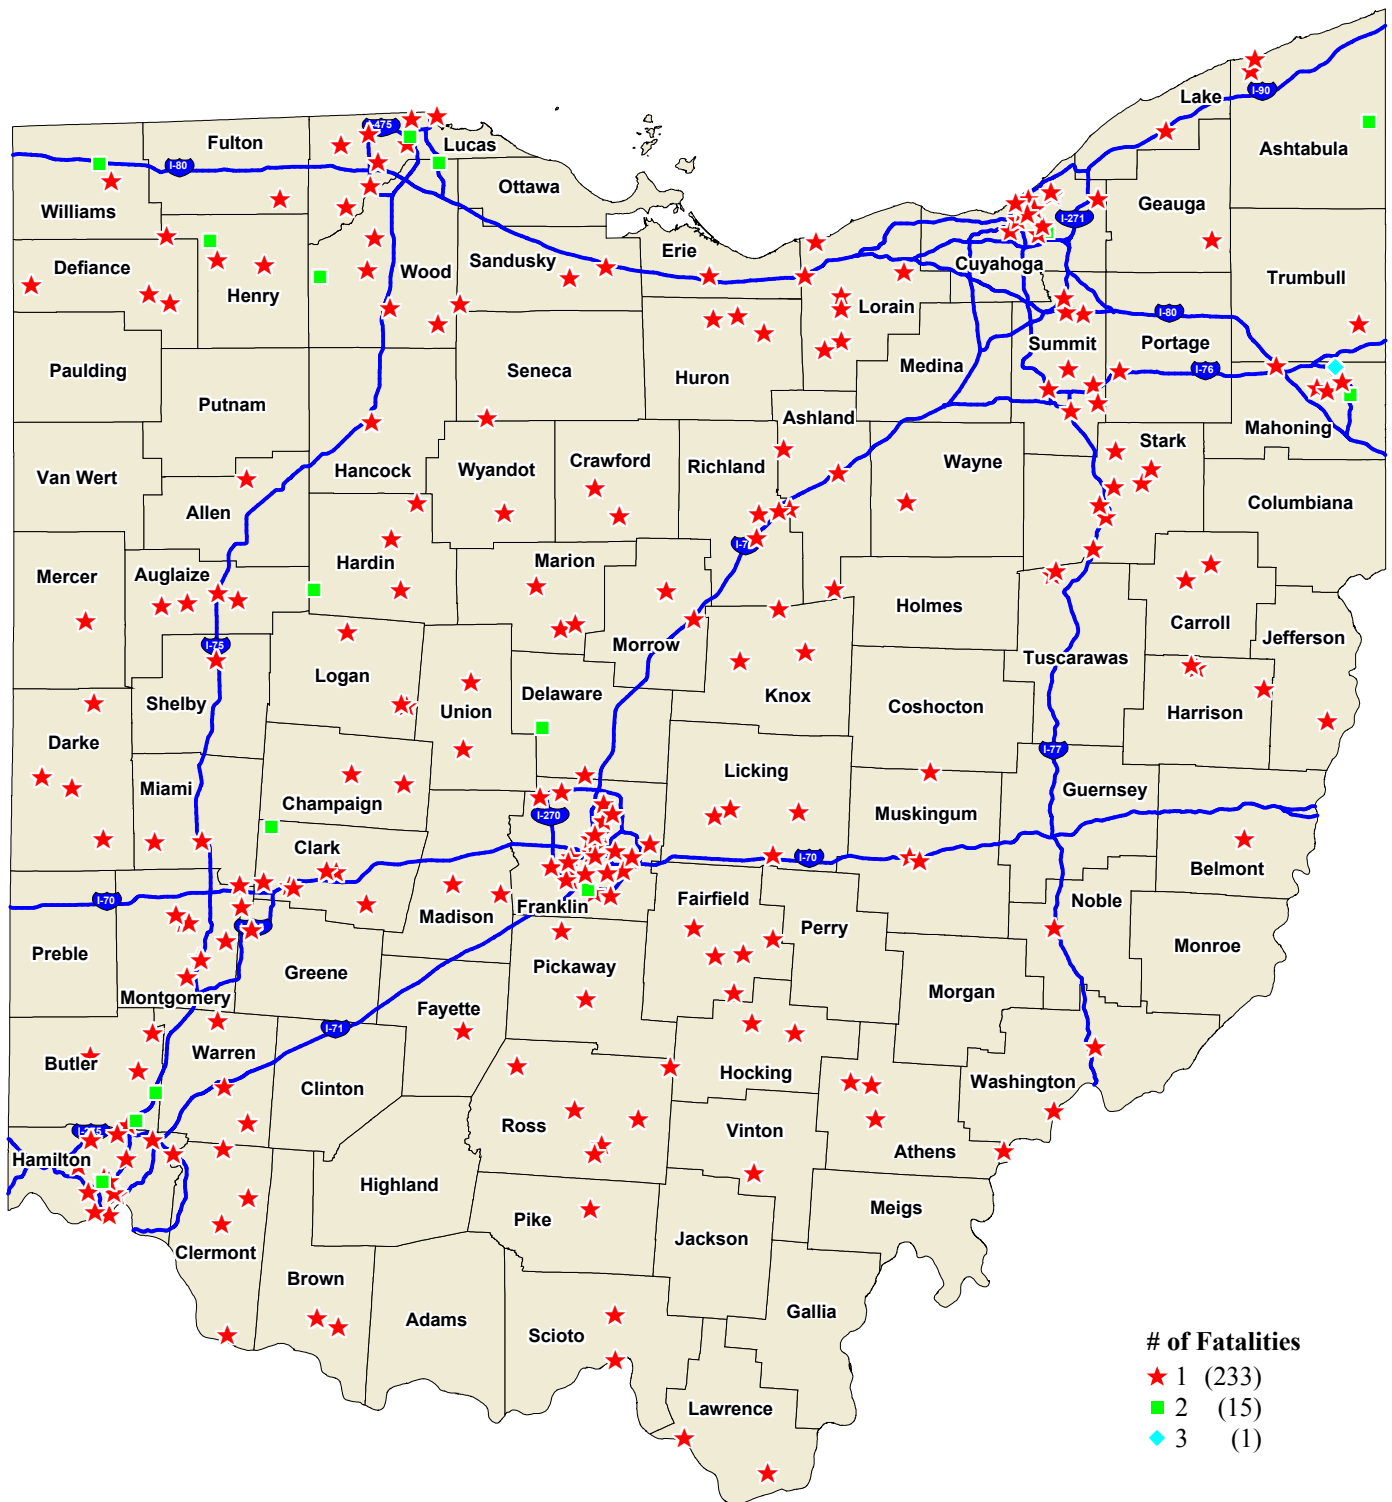 Lake
I-90
Fulton
I-475
Lucas
Ashtabula
I-80
Ottawa
Williams
Geauga
I-271
Erie
Defiance
Henry
Wood
Sandusky
Cuyahoga
Trumbull
Lorain
I-80
Summit
Portage
Paulding
Seneca
Huron
Medina
I-76
Putnam
Ashland
Mahoning
Stark
Van Wert
Hancock
Wyandot
Crawford
Richland
Wayne
Allen
Columbiana
I-7
Mercer
Auglaize
Hardin
Marion
Holmes
Carroll
Jefferson
I-75
Morrow
Tuscarawas
Logan
Shelby
Union
Delaware
Knox
Coshocton
Harrison
Darke
I-77
Miami
Champaign
Licking
Guernsey
I-270
Muskingum
Clark
I-70
Belmont
I-70
Madison
Franklin
Fairfield
Noble
Perry
Preble
Greene
Pickaway
Monroe
Montgomery
Fayette
Morgan
I-71
Butler
Warren
Clinton
Hocking
Washington
Ross
Vinton
Athens
Hamilton
Highland
Pike
Jackson
Meigs
Clermont
Brown
Adams
Scioto
Gallia
Lawrence
# of Fatalities
1 (233)
2 (15)
3 (1)